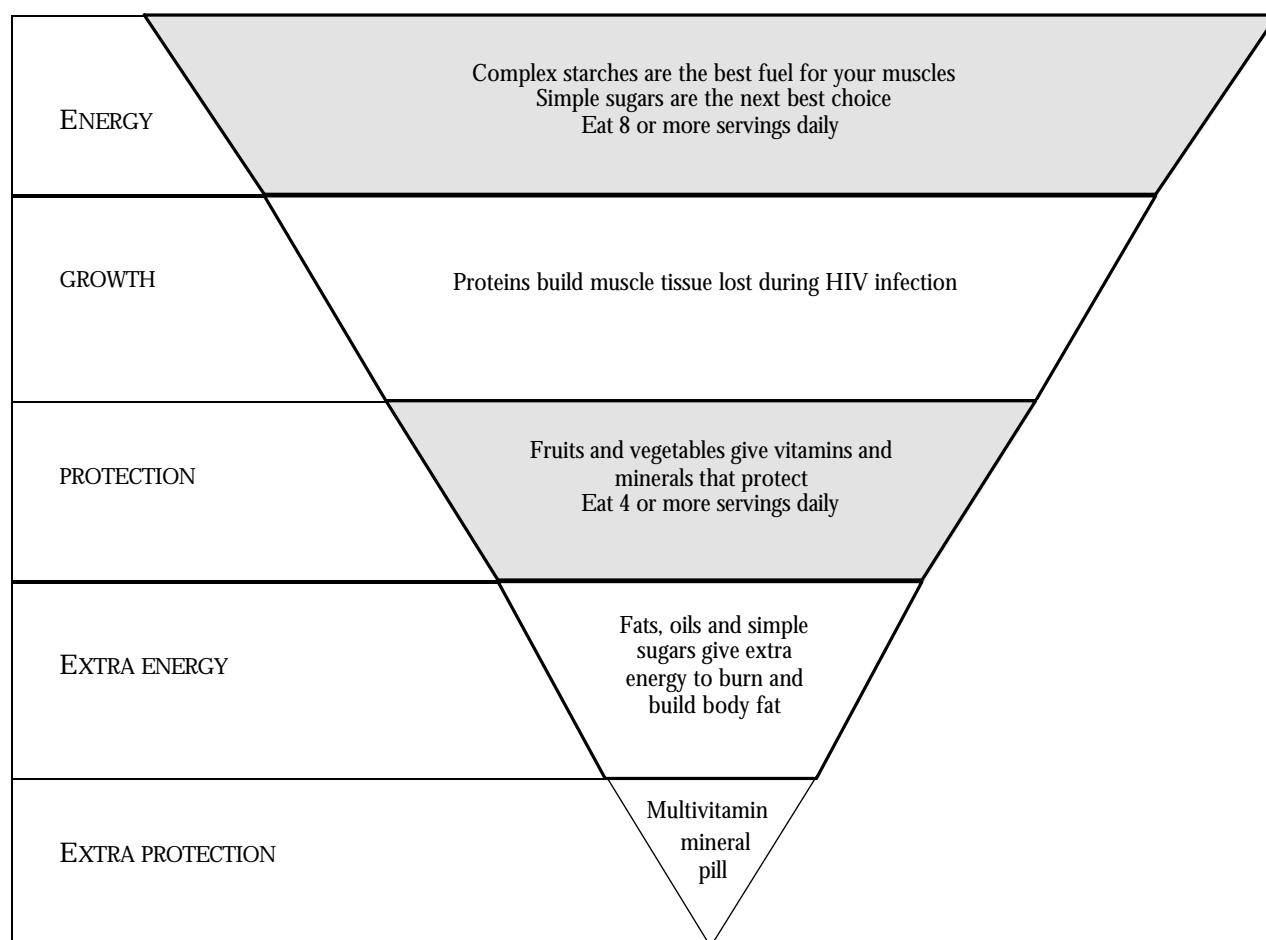 ENERGY
Complex starches are the best fuel for your muscles
Simple sugars are the next best choice
Eat 8 or more servings daily
GROWTH
Proteins build muscle tissue lost during HIV infection
PROTECTION
Fruits and vegetables give vitamins and
minerals that protect
Eat 4 or more servings daily
EXTRA ENERGY
Fats, oils and simple
sugars give extra
energy to burn and
build body fat
EXTRA PROTECTION
Multivitamin
mineral
pill